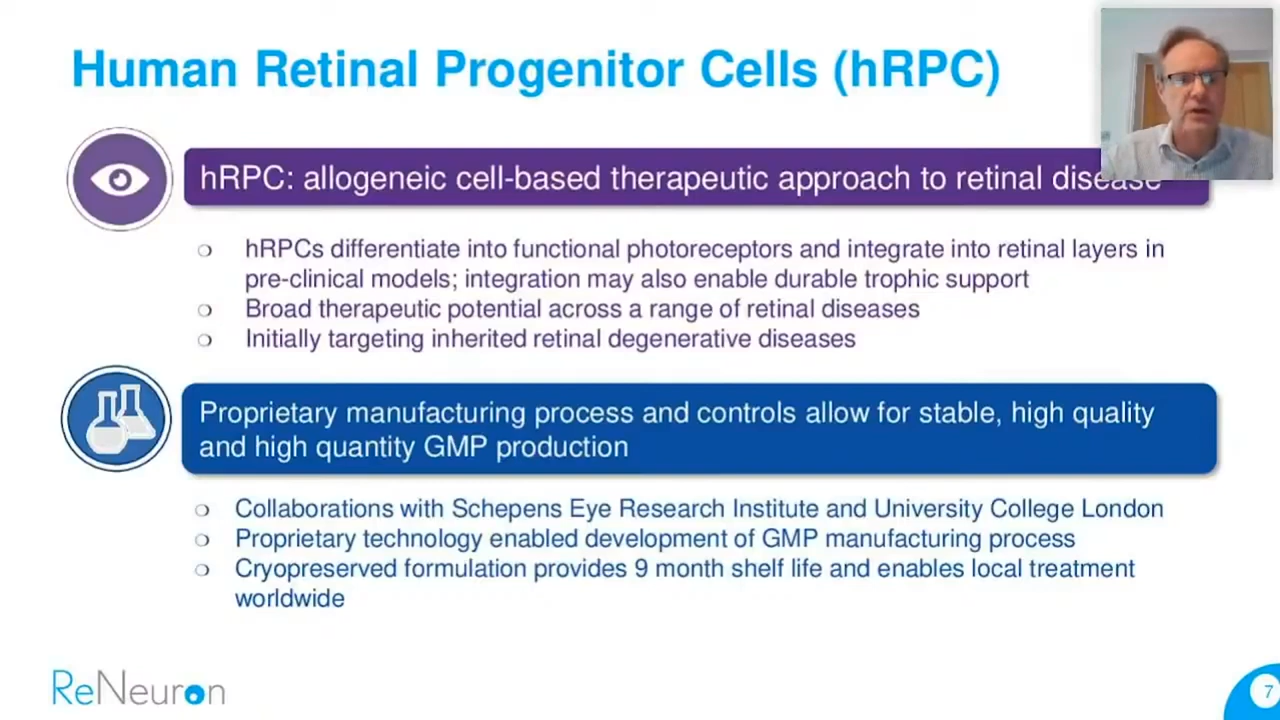 Human Retinal Progenitor Cells (hRPC)
hRPC: allogeneic cell-based therapeutic approach to retinal disease
hRPCs differentiate into functional photoreceptors and integrate into retinal layers in
pre-clinical models; integration may also enable durable trophic support
Broad therapeutic potential across a range of retinal diseases
Initially targeting inherited retinal degenerative diseases
Proprietary manufacturing process and controls allow for stable, high quality
and high quantity GMP production
Collaborations with Schepens Eye Research Institute and University College London
Proprietary technology enabled development of GMP manufacturing process
Cryopreserved formulation provides 9 month shelf life and enables local treatment
worldwide
ReNeuron
7